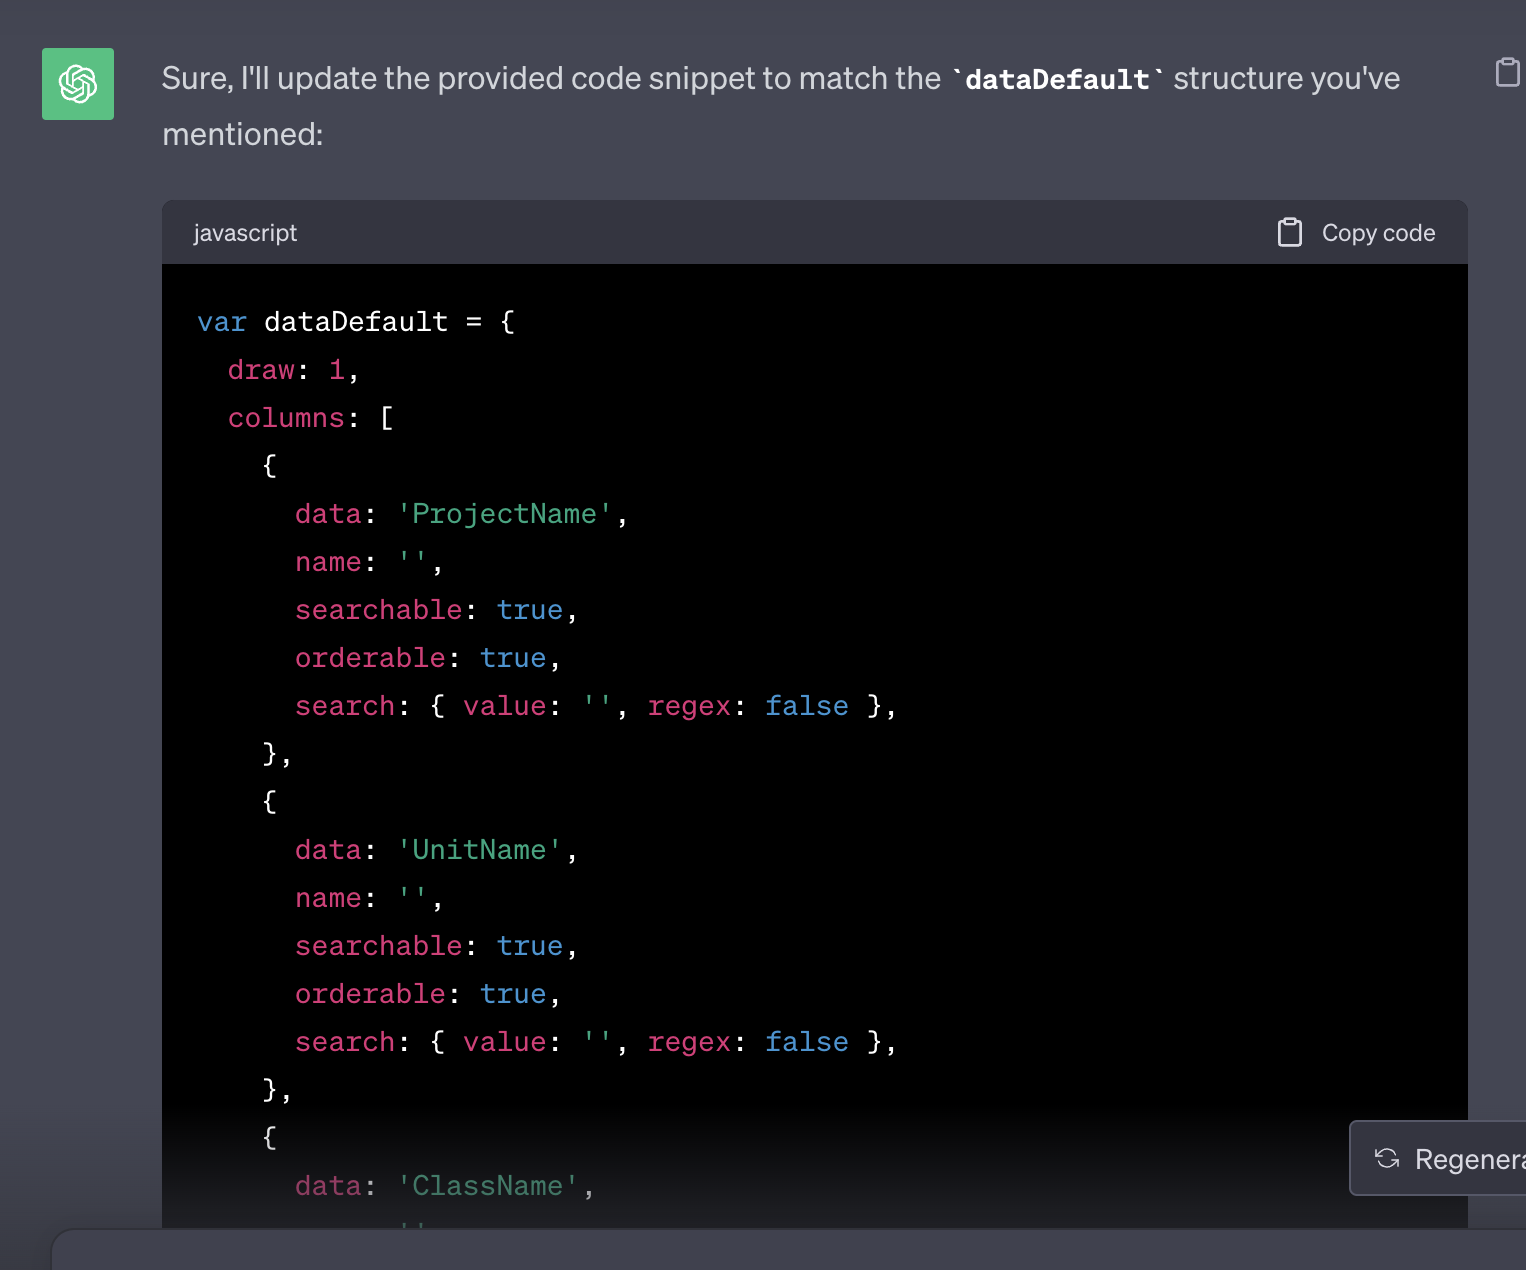 Sure, I'll update the provided code snippet to match the `dataDefault` structure you've
mentioned:
javascript
Copy code
var dataDefault = {
  draw: 1,
  columns: [
    {
      data: 'ProjectName',
      name: '',
      searchable: true,
      orderable: true,
      search: { value: '', regex: false },
    },
    {
      data: 'UnitName',
      name: '',
      searchable: true,
      orderable: true,
      search: { value: '', regex: false },
    },
    {
      data: 'ClassName',
Regenera